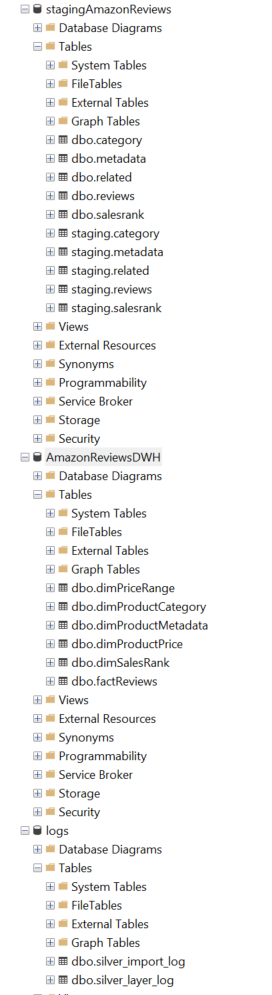 stagingAmazonReviews
Database Diagrams
Tables
System Tables
FileTables
External Tables
Graph Tables
dbo.category
dbo.metadata
dbo.related
dbo.reviews
dbo.salesrank
staging.category
staging.metadata
staging.related
staging.reviews
staging.salesrank
Views
External Resources
Synonyms
Programmability
Service Broker
Storage
Security
AmazonReviewsDWH
Database Diagrams
Tables
System Tables
FileTables
External Tables
Graph Tables
dbo.dimPriceRange
dbo.dimProductCategory
dbo.dimProductMetadata
dbo.dimProductPrice
dbo.dimSalesRank
dbo.factReviews
Views
External Resources
Synonyms
Programmability
Service Broker
Storage
Security
logs
Database Diagrams
Tables
System Tables
FileTables
External Tables
Graph Tables
dbo.silver_import_log
dbo.silver_layer_log